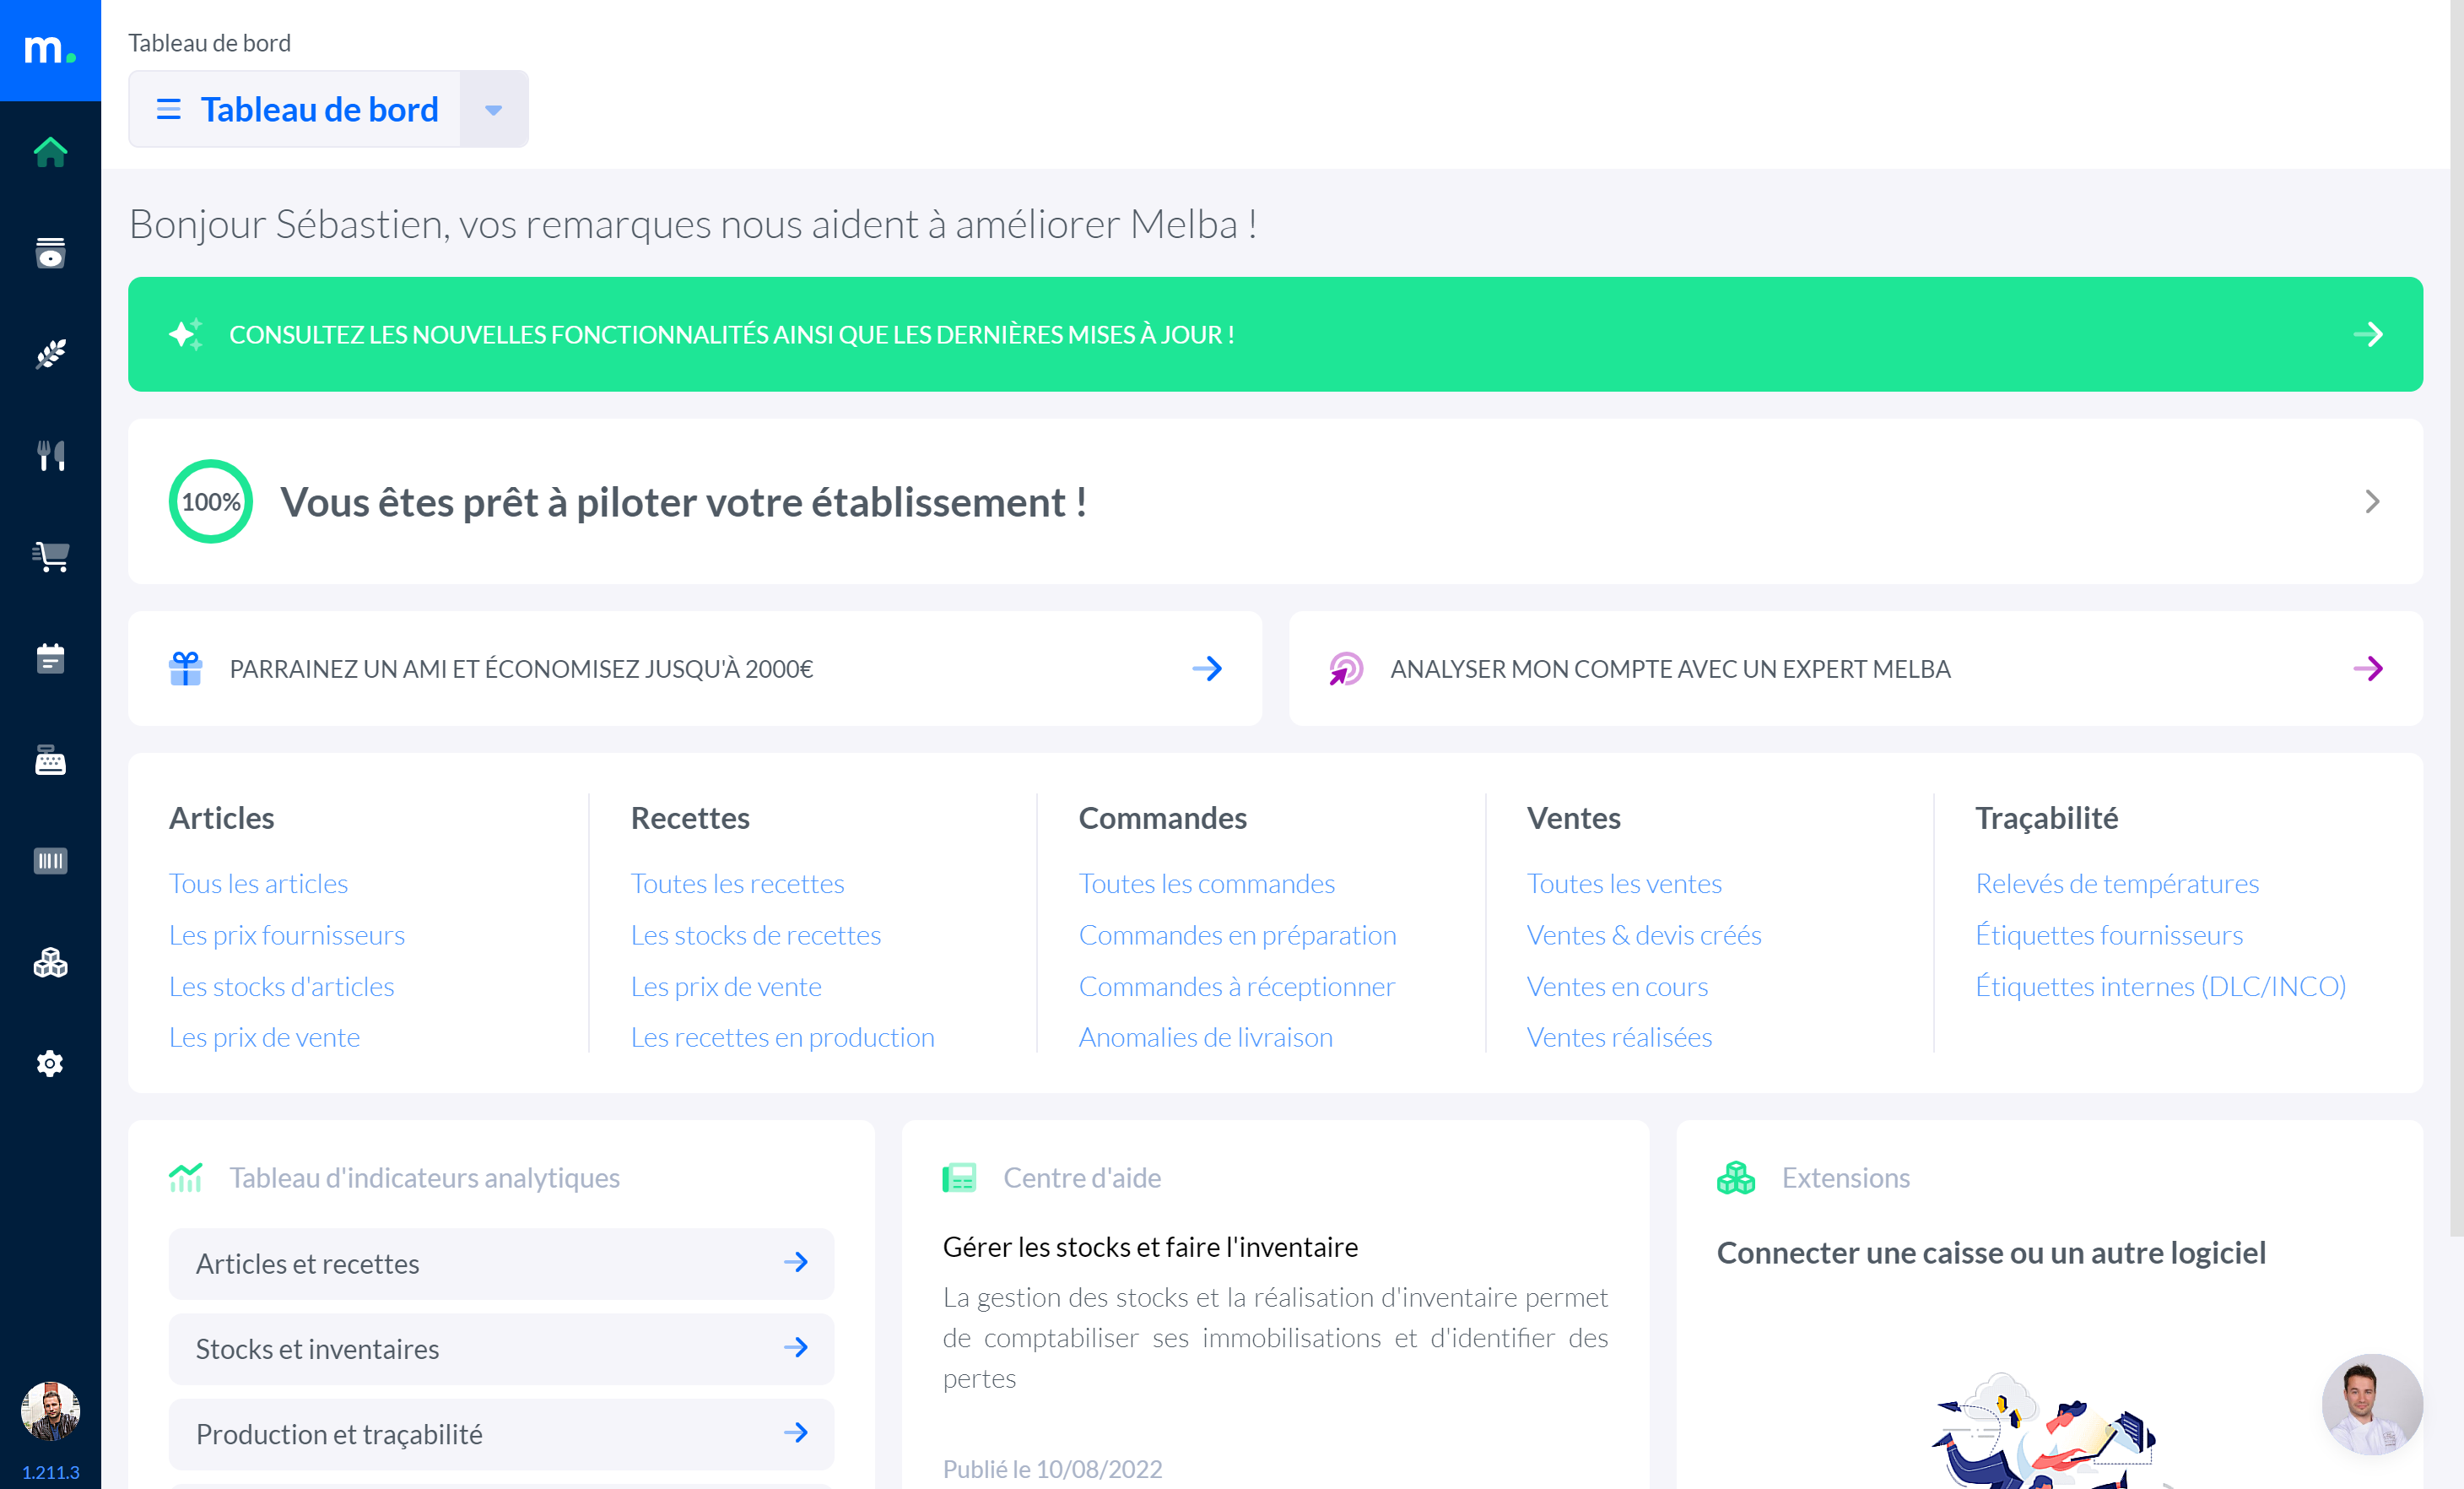 m.
Tableau de bord
Tableau de bord
Bonjour Sébastien, vos remarques nous aident à améliorer Melba !
CONSULTEZ LES NOUVELLES FONCTIONNALITÉS AINSI QUE LES DERNIÈRES MISES À JOUR !
100%
Vous êtes prêt à piloter votre établissement !
PARRAINEZ UN AMI ET ÉCONOMISEZ JUSQU'À 2000€
ANALYSER MON COMPTE AVEC UN EXPERT MELBA
Articles
Tous les articles
Les prix fournisseurs
Les stocks d'articles
Les prix de vente
Recettes
Toutes les recettes
Les stocks de recettes
Les prix de vente
Les recettes en production
Commandes
Toutes les commandes
Commandes en préparation
Commandes à réceptionner
Anomalies de livraison
Ventes
Toutes les ventes
Ventes & devis créés
Ventes en cours
Ventes réalisées
Traçabilité
Relevés de températures
Étiquettes fournisseurs
Étiquettes internes (DLC/INCO)
Tableau d'indicateurs analytiques
Articles et recettes
Stocks et inventaires
Production et traçabilité
Centre d'aide
Gérer les stocks et faire l'inventaire
La gestion des stocks et la réalisation d'inventaire permet
de comptabiliser ses immobilisations et d'identifier des
pertes
Publié le 10/08/2022
Extensions
Connecter une caisse ou un autre logiciel
1.211.3